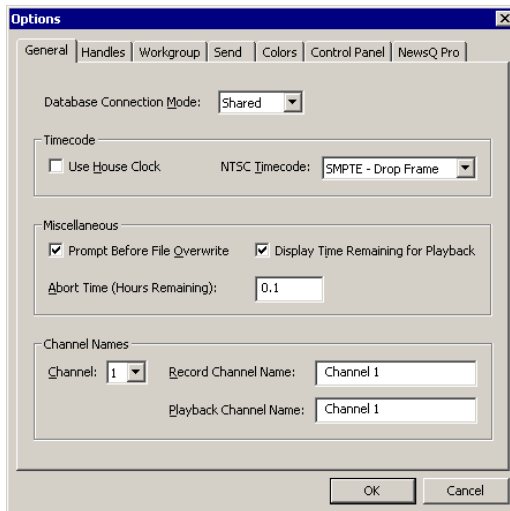 Options
General Handles Workgroup Send Colors Control Panel NewsQ Pro
Database Connection Mode: Shared
Timecode
Use House Clock NTSC Timecode: SMPTE - Drop Frame
Miscellaneous
Prompt Before File Overwrite Display Time Remaining for Playback
Abort Time (Hours Remaining): 0.1
Channel Names
Channel: 1 Record Channel Name: Channel 1
Playback Channel Name: Channel 1
OK Cancel